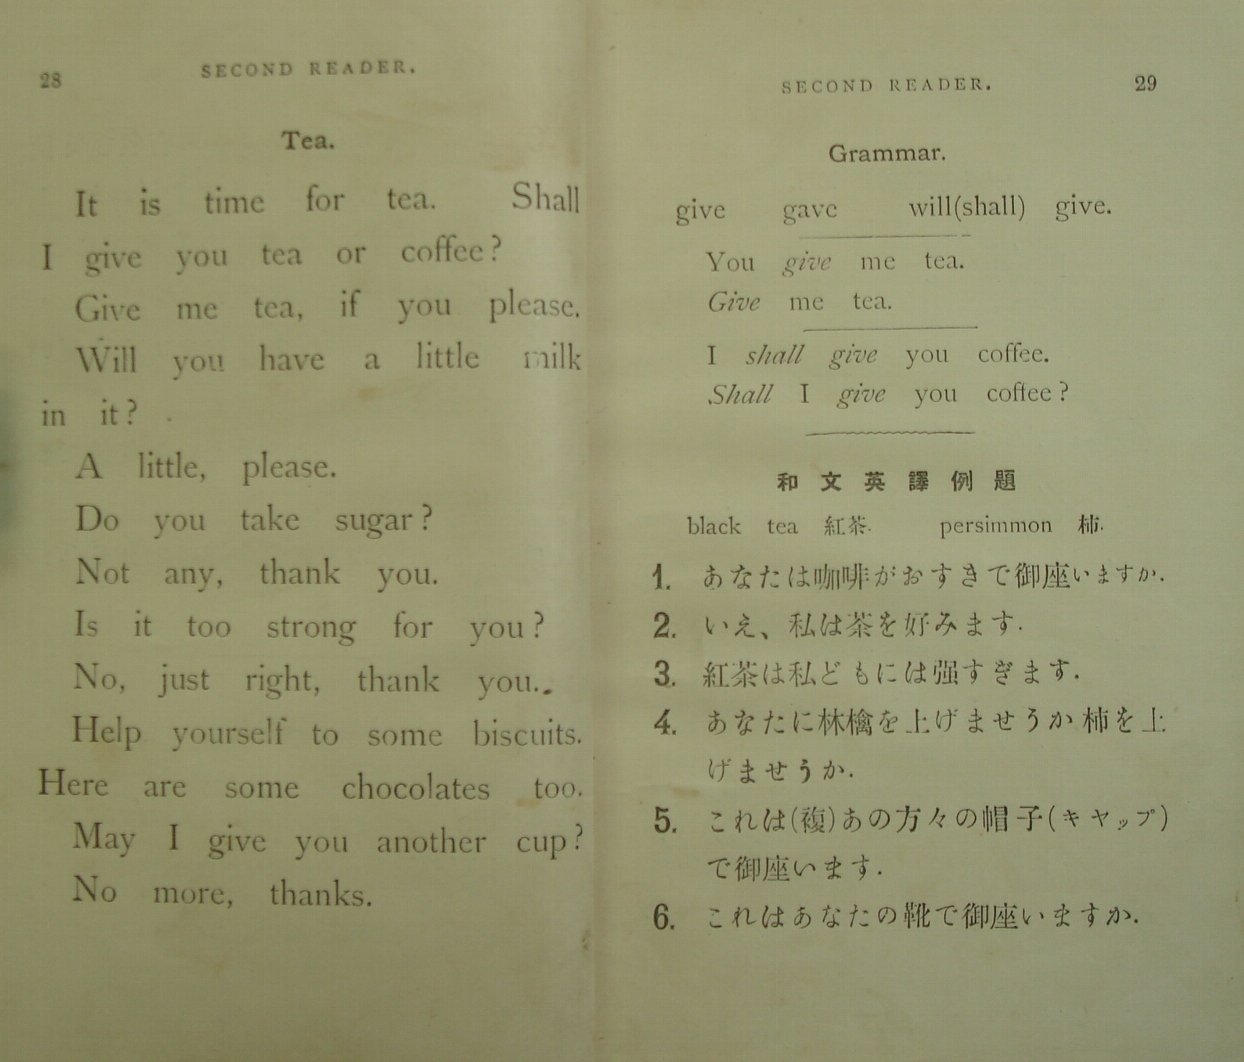 28
SECOND READER.
Tea.
It is time for tea. Shall
I give you tea or coffee?
Give me tea, if you please.
Will you have a little milk
in it?
A little, please.
Do you take sugar?
Not any, thank you.
Is it too strong for you?
No, just right, thank you.
Help yourself to some biscuits.
Here are some chocolates too.
May I give you another cup?
No more, thanks.
SECOND READER.
29
Grammar.
give gave will(shall) give.
You give me tea.
Give me tea.
I shall give you coffee.
Shall I give you coffee?
和文英譯例題
black tea 紅茶. persimmon 柿.
1. あなたは咖啡がおすきで御座いますか.
2. いえ、私は茶を好みます.
3. 紅茶は私どもには强すぎます.
4. あなたに林檎を上げませうか柿を上
げませうか.
5. これは(複)あの方々の帽子(キヤップ)
で御座います.
6. これはあなたの靴で御座いますか.